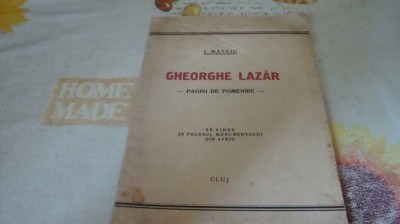 I. MATEIU
GHEORGHE LAZĂR
— PAGINI DE POMENIRE —
SE VINDE
ÎN FOLOSUL MONUMENTULUI
DIN AVRIG
CLUJ
HOME
MADE